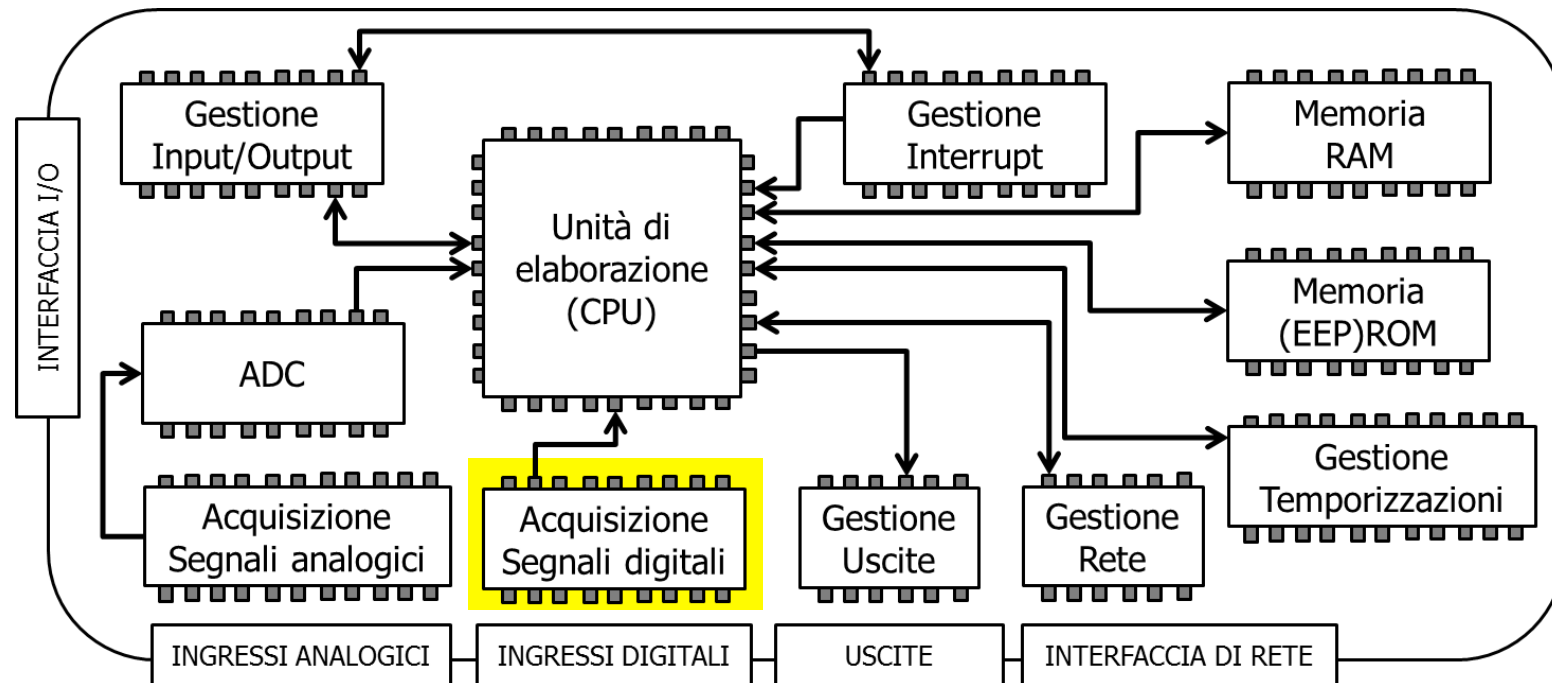 Gestione
Input/Output
Gestione
Interrupt
Memoria
RAM
INTERFACCIA I/O
Unità di
elaborazione
(CPU)
Memoria
(EEP)ROM
ADC
Gestione
Temporizzazioni
Acquisizione
Segnali analogici
Acquisizione
Segnali digitali
Gestione
Uscite
Gestione
Rete
INGRESSI ANALOGICI
INGRESSI DIGITALI
USCITE
INTERFACCIA DI RETE